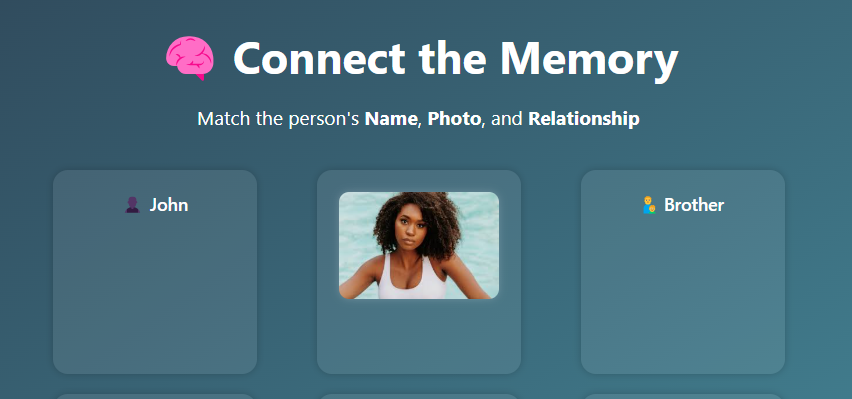 Connect the Memory
Match the person's Name, Photo, and Relationship
John
Brother